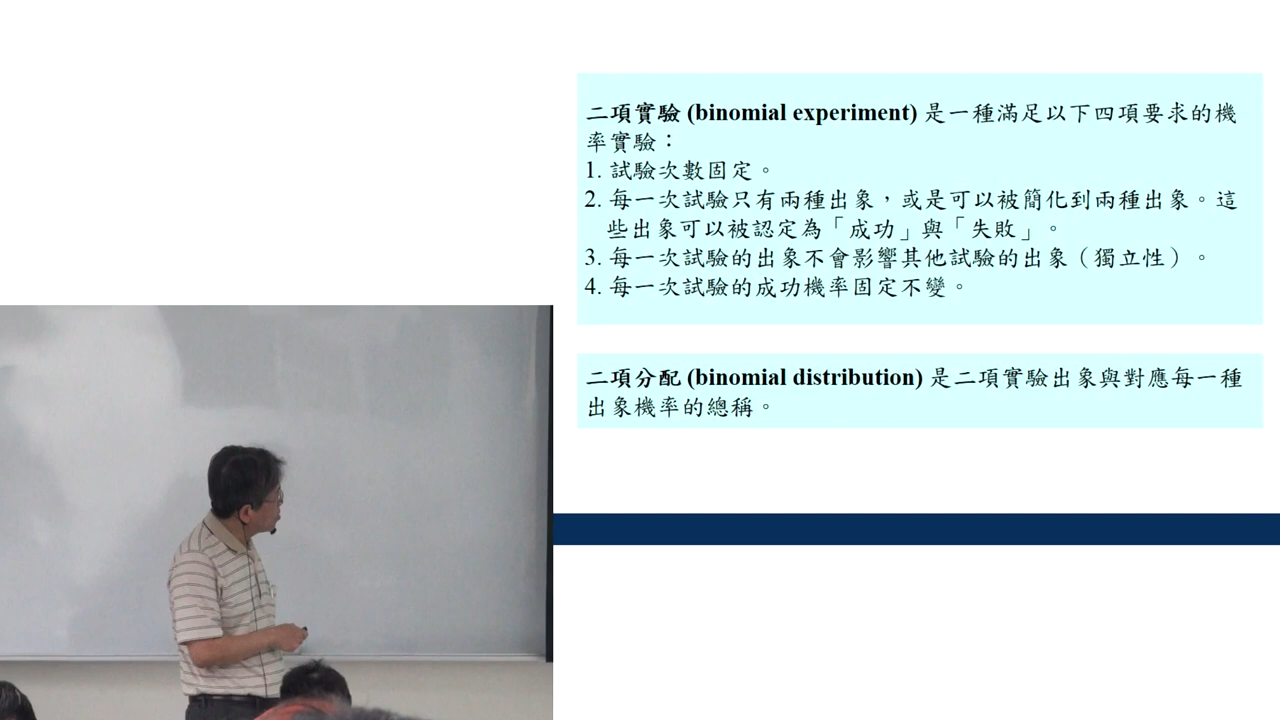 二項實驗 (binomial experiment) 是一種滿足以下四項要求的機
率實驗：
1. 試驗次數固定。
2. 每一次試驗只有兩種出象，或是可以被簡化到兩種出象。這
些出象可以被認定為「成功」與「失敗」。
3. 每一次試驗的出象不會影響其他試驗的出象（獨立性）。
4. 每一次試驗的成功機率固定不變。
二項分配 (binomial distribution) 是二項實驗出象與對應每一種
出象機率的總稱。